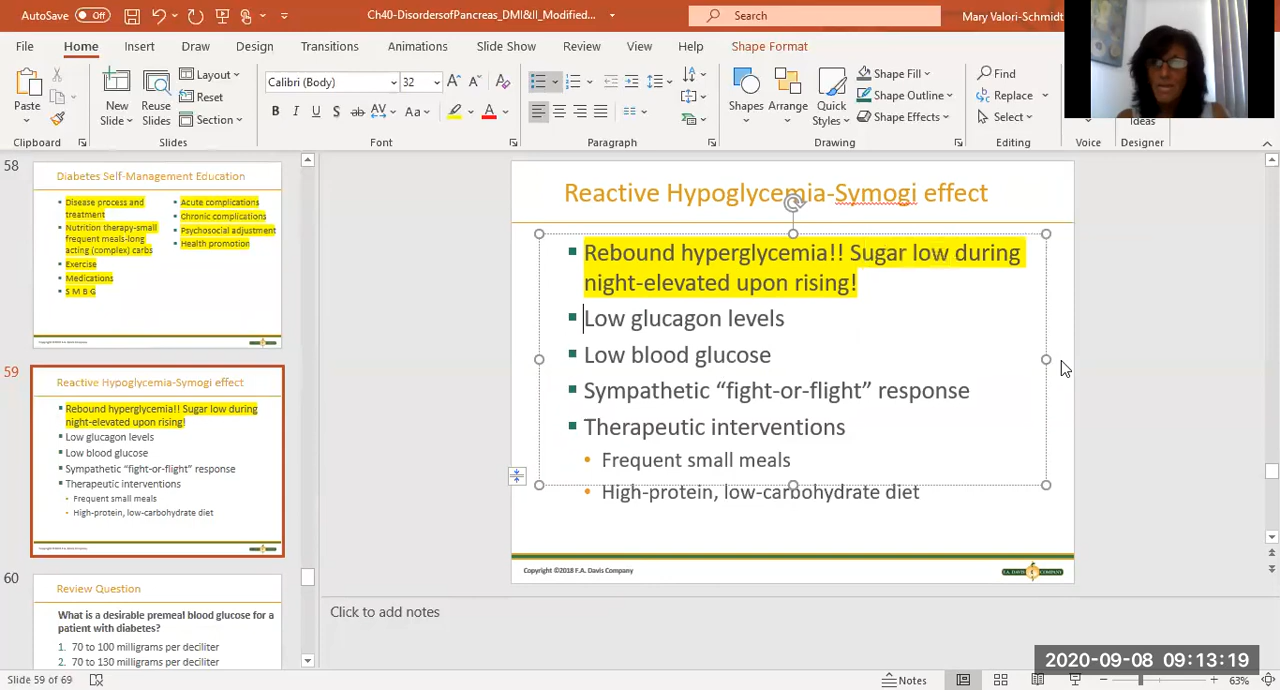 AutoSave Off Ch40-DisordersofPancreas_DMI&II_Modified... Search Mary Valori-Schmidt
File Home Insert Draw Design Transitions Animations Slide Show Review View Help Shape Format
Paste New Slide Reuse Slides Layout Reset Section
Calibri (Body) 32
B I U S ab AV Aa A
Shapes Arrange Quick Styles Shape Fill Shape Outline Shape Effects
Find Replace Select Ideas
Clipboard Slides Font Paragraph Drawing Editing Voice Designer
58
Diabetes Self-Management Education
Disease process and
treatment
Nutrition therapy-small
frequent meals-long
acting (complex) carbs
Exercise
Medications
S M B G
Acute complications
Chronic complications
Psychosocial adjustment
Health promotion
59
Reactive Hypoglycemia-Symogi effect
Rebound hyperglycemia!! Sugar low during
night-elevated upon rising!
Low glucagon levels
Low blood glucose
Sympathetic “fight-or-flight” response
Therapeutic interventions
Frequent small meals
High-protein, low-carbohydrate diet
60
Review Question
What is a desirable premeal blood glucose for a
patient with diabetes?
1. 70 to 100 milligrams per deciliter
2. 70 to 130 milligrams per deciliter
Reactive Hypoglycemia-Symogi effect
Rebound hyperglycemia!! Sugar low during
night-elevated upon rising!
Low glucagon levels
Low blood glucose
Sympathetic “fight-or-flight” response
Therapeutic interventions
Frequent small meals
High-protein, low-carbohydrate diet
Copyright ©2018 F.A. Davis Company
F.A. DAVIS COMPANY
Click to add notes
2020-09-08 09:13:19
Slide 59 of 69 Notes 63%